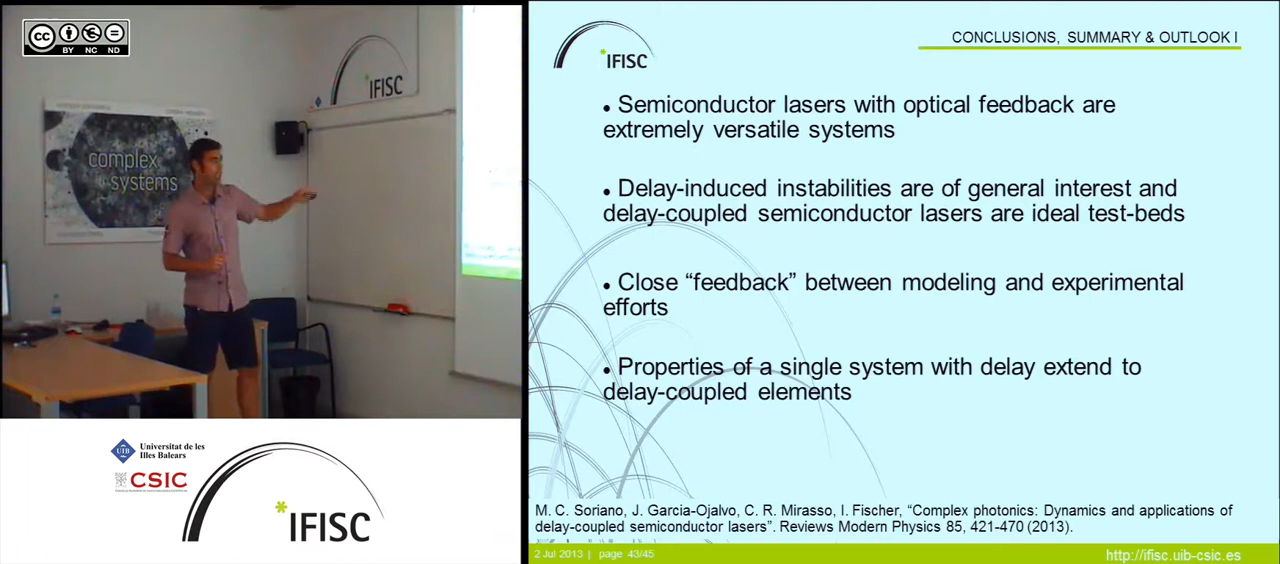 cc
BY NC ND
IFISC
complex
systems
Universitat de les
Illes Balears
UIB
CSIC
*IFISC
*IFISC
CONCLUSIONS, SUMMARY & OUTLOOK I
• Semiconductor lasers with optical feedback are
extremely versatile systems
• Delay-induced instabilities are of general interest and
delay-coupled semiconductor lasers are ideal test-beds
• Close “feedback” between modeling and experimental
efforts
• Properties of a single system with delay extend to
delay-coupled elements
M. C. Soriano, J. Garcia-Ojalvo, C. R. Mirasso, I. Fischer, “Complex photonics: Dynamics and applications of
delay-coupled semiconductor lasers”. Reviews Modern Physics 85, 421-470 (2013).
2 Jul 2013 | page 43/45
http://ifisc.uib-csic.es